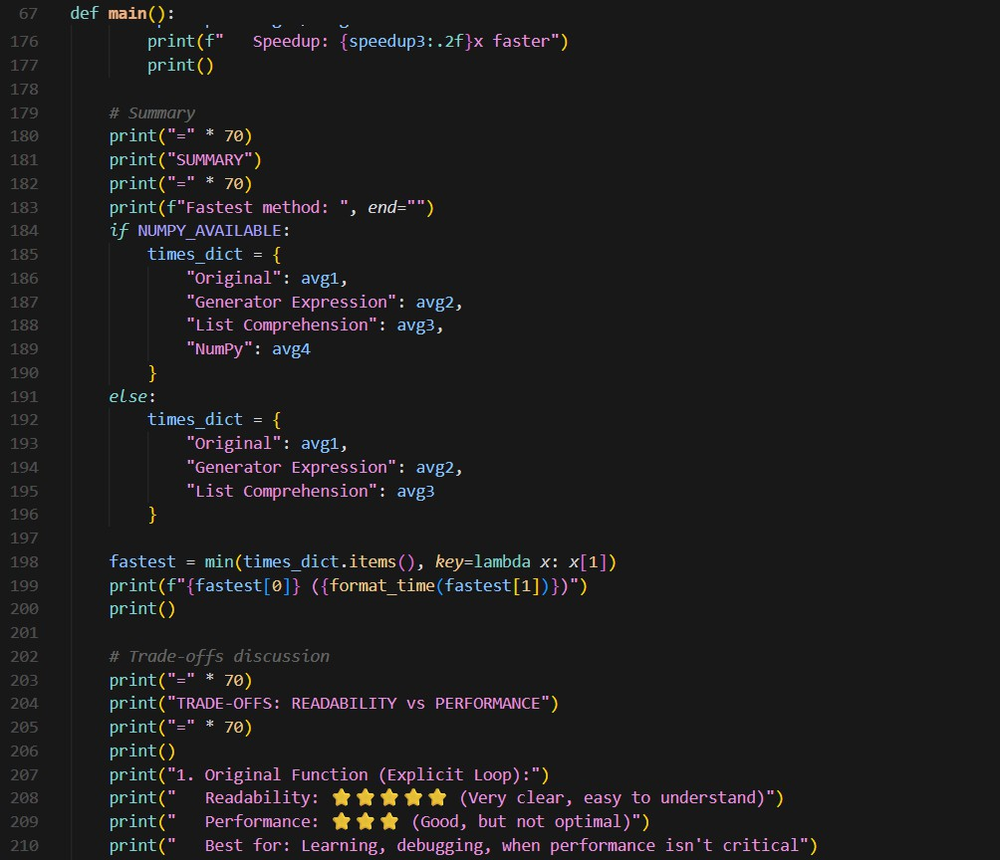 67 def main():
176 print(f"   Speedup: {speedup3:.2f}x faster")
177 print()
178
179 # Summary
180 print("=" * 70)
181 print("SUMMARY")
182 print("=" * 70)
183 print(f"Fastest method: ", end="")
184 if NUMPY_AVAILABLE:
185 times_dict = {
186 "Original": avg1,
187 "Generator Expression": avg2,
188 "List Comprehension": avg3,
189 "NumPy": avg4
190 }
191 else:
192 times_dict = {
193 "Original": avg1,
194 "Generator Expression": avg2,
195 "List Comprehension": avg3
196 }
197
198 fastest = min(times_dict.items(), key=lambda x: x[1])
199 print(f"{fastest[0]} ({format_time(fastest[1])})")
200 print()
201
202 # Trade-offs discussion
203 print("=" * 70)
204 print("TRADE-OFFS: READABILITY vs PERFORMANCE")
205 print("=" * 70)
206 print()
207 print("1. Original Function (Explicit Loop):")
208 print("   Readability: ⭐⭐⭐⭐⭐ (Very clear, easy to understand)")
209 print("   Performance: ⭐⭐⭐ (Good, but not optimal)")
210 print("   Best for: Learning, debugging, when performance isn't critical")